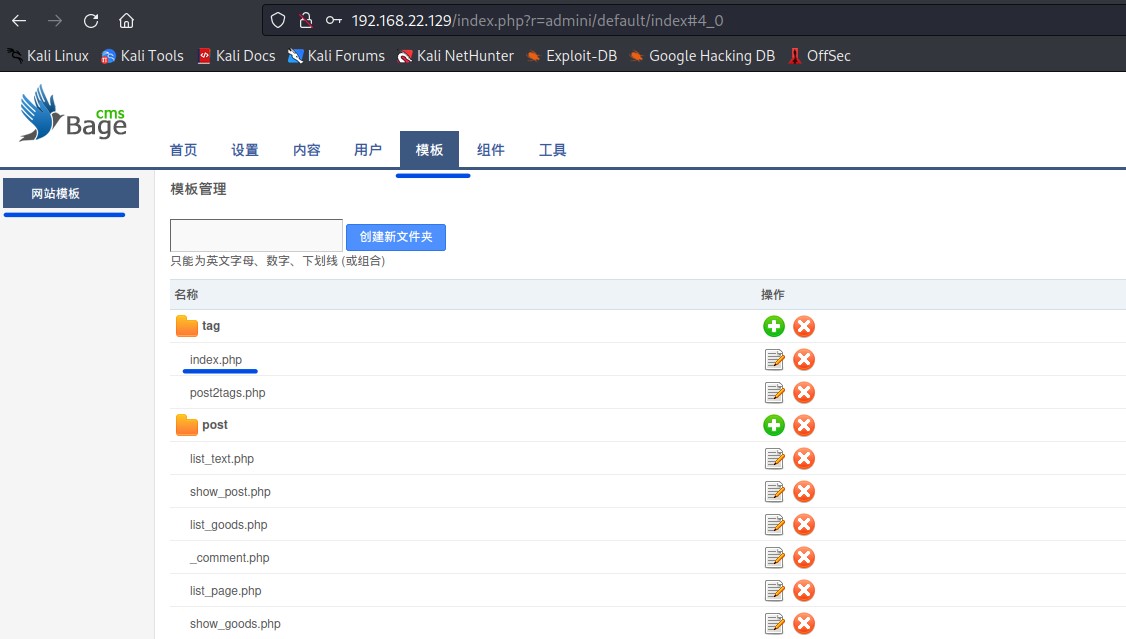 192.168.22.129/index.php?r=admini/default/index#4_0
Kali Linux Kali Tools Kali Docs Kali Forums Kali NetHunter Exploit-DB Google Hacking DB OffSec
cms
Bage
首页 设置 内容 用户 模板 组件 工具
网站模板
模板管理
创建新文件夹
只能为英文字母、数字、下划线 (或组合)
名称 操作
tag
index.php
post2tags.php
post
list_text.php
show_post.php
list_goods.php
_comment.php
list_page.php
show_goods.php